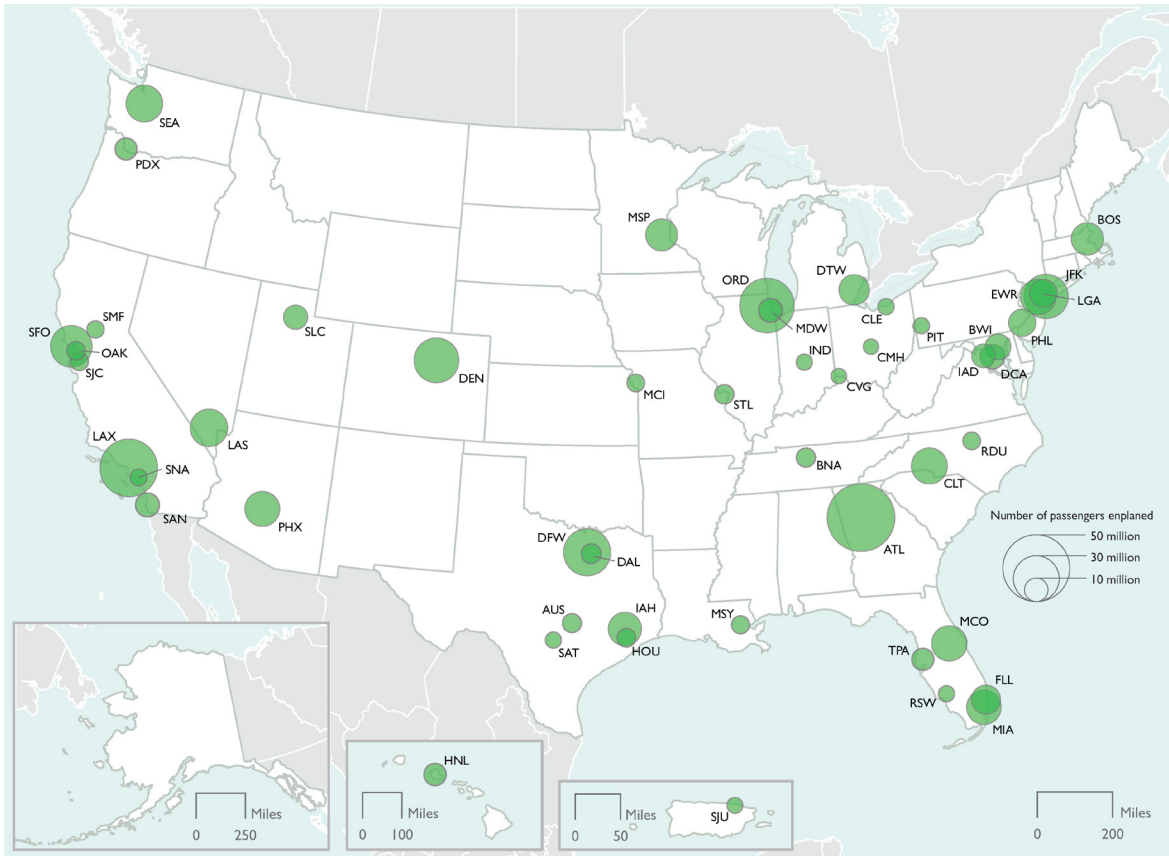 SEA
PDX
MSP
BOS
ORD
DTW
JFK
EWR
LGA
SMF
SFO
SLC
MDW
CLE
BWI
PHL
OAK
PIT
IND
CMH
SJC
DEN
IAD
DCA
MCI
CVG
STL
LAX
LAS
SNA
BNA
RDU
CLT
SAN
PHX
Number of passengers enplaned
50 million
30 million
10 million
DFW
ATL
DAL
AUS
IAH
MSY
MCO
SAT
HOU
TPA
FLL
RSW
MIA
HNL
SJU
Miles
0 250
Miles
0 100
Miles
0 50
Miles
0 200